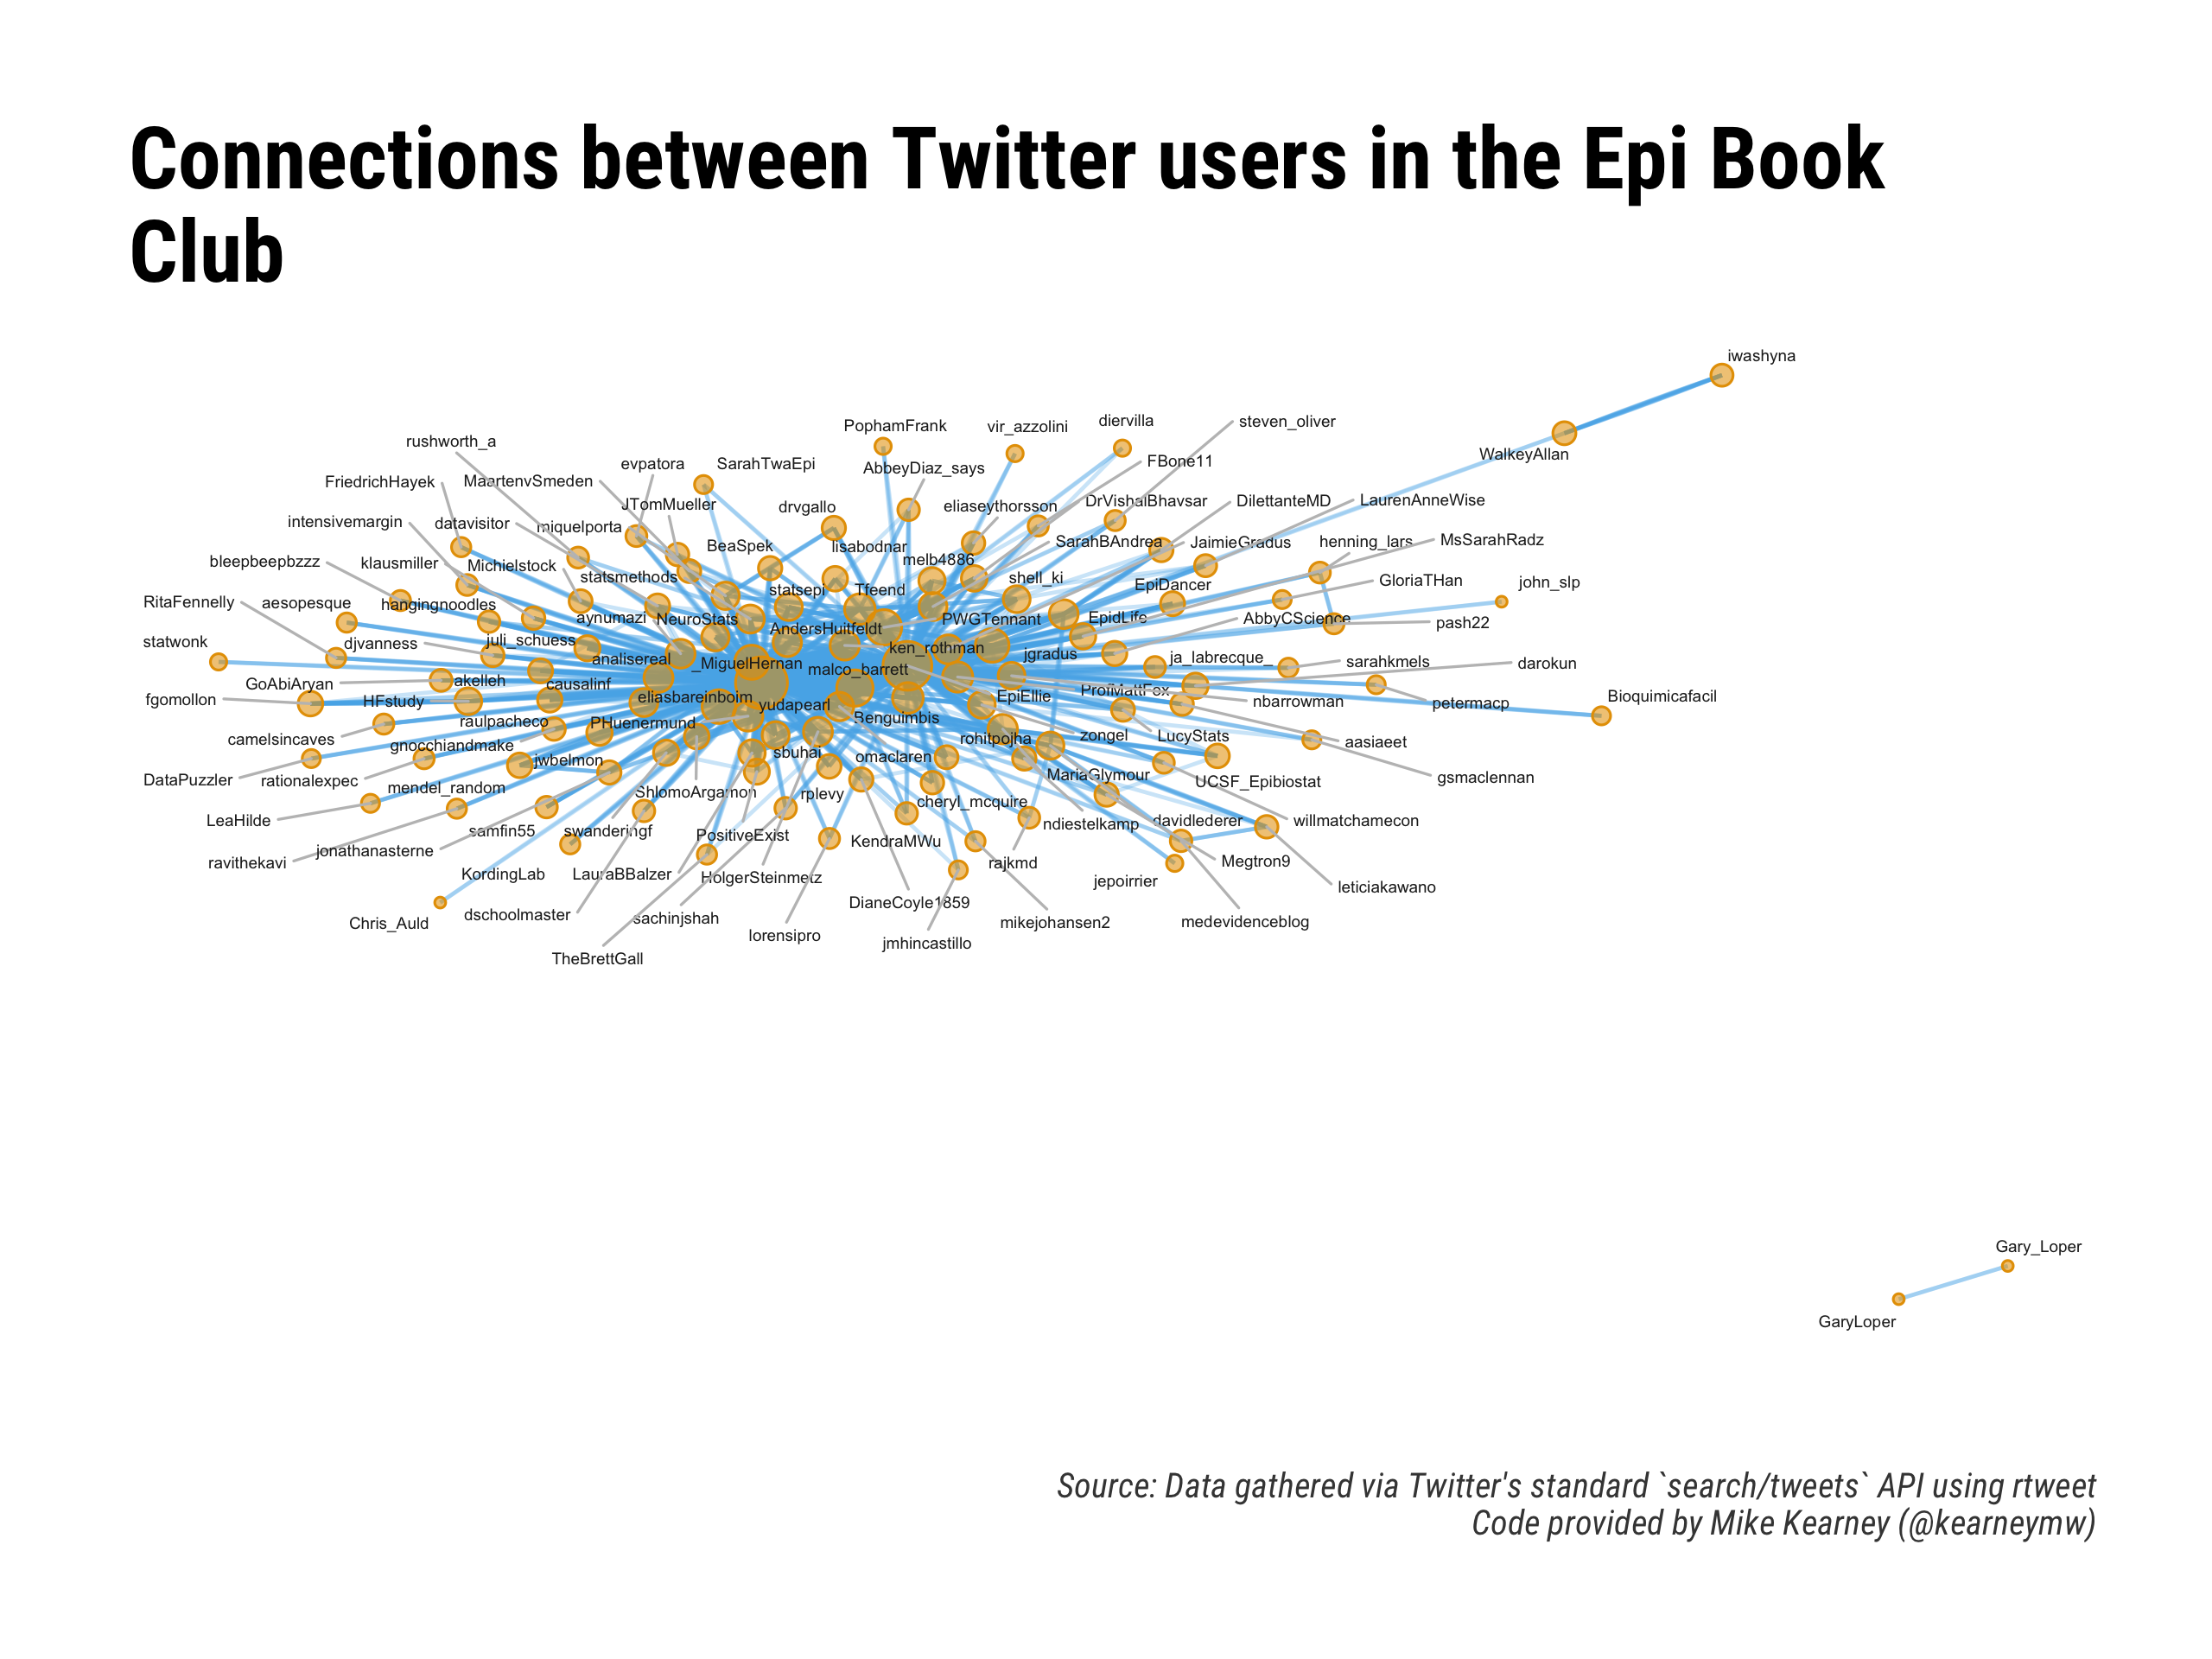 Connections between Twitter users in the Epi Book
Club
iwashyna
WalkeyAllan
PophamFrank
vir_azzolini
diervilla
steven_oliver
rushworth_a
evpatora
SarahTwaEpi
AbbeyDiaz_says
FBone11
FriedrichHayek
MaartenvSmeden
JTomMueller
drvgallo
eliaseythorsson
DrVishalBhavsar
DilettanteMD
LaurenAnneWise
intensivemargin
datavisitor
miquelporta
BeaSpek
lisabodnar
SarahBAndrea
JaimieGradus
henning_lars
MsSarahRadz
bleepbeepbzzz
klausmiller
Michielstock
statsmethods
melb4886
shell_ki
EpiDancer
GloriaTHan
john_slp
RitaFennelly
aesopesque
hangingnoodles
statsepi
Tfeend
aynumazi
NeuroStats
AndersHuitfeldt
PWGTennant
EpidLife
AbbyCScience
pash22
statwonk
djvanness
juli_schuess
analisereal
_MiguelHernan
malco_barrett
ken_rothman
jgradus
ja_labrecque_
sarahkmels
darokun
GoAbiAryan
akelleh
causalinf
eliasbareinboim
yudapearl
EpiEllie
ProfMattFox
nbarrowman
petermacp
Bioquimicafacil
fgomollon
HFstudy
raulpacheco
PHuenermund
Benguimbis
camelsincaves
gnocchiandmake
rohitpojha
zongel
LucyStats
aasiaeet
DataPuzzler
rationalexpec
jwbelmon
sbuhai
omaclaren
MariaGlymour
UCSF_Epibiostat
gsmaclennan
mendel_random
ShlomoArgamon
rplevy
cheryl_mcquire
LeaHilde
samfin55
swanderingf
PositiveExist
KendraMWu
ndiestelkamp
davidlederer
willmatchamecon
ravithekavi
jonathanasterne
KordingLab
LauraBBalzer
HolgerSteinmetz
rajkmd
Megtron9
jepoirrier
leticiakawano
Chris_Auld
dschoolmaster
sachinjshah
DianeCoyle1859
mikejohansen2
medevidenceblog
lorensipro
jmhincastillo
TheBrettGall
Gary_Loper
GaryLoper
Source: Data gathered via Twitter's standard `search/tweets` API using rtweet
Code provided by Mike Kearney (@kearneymw)